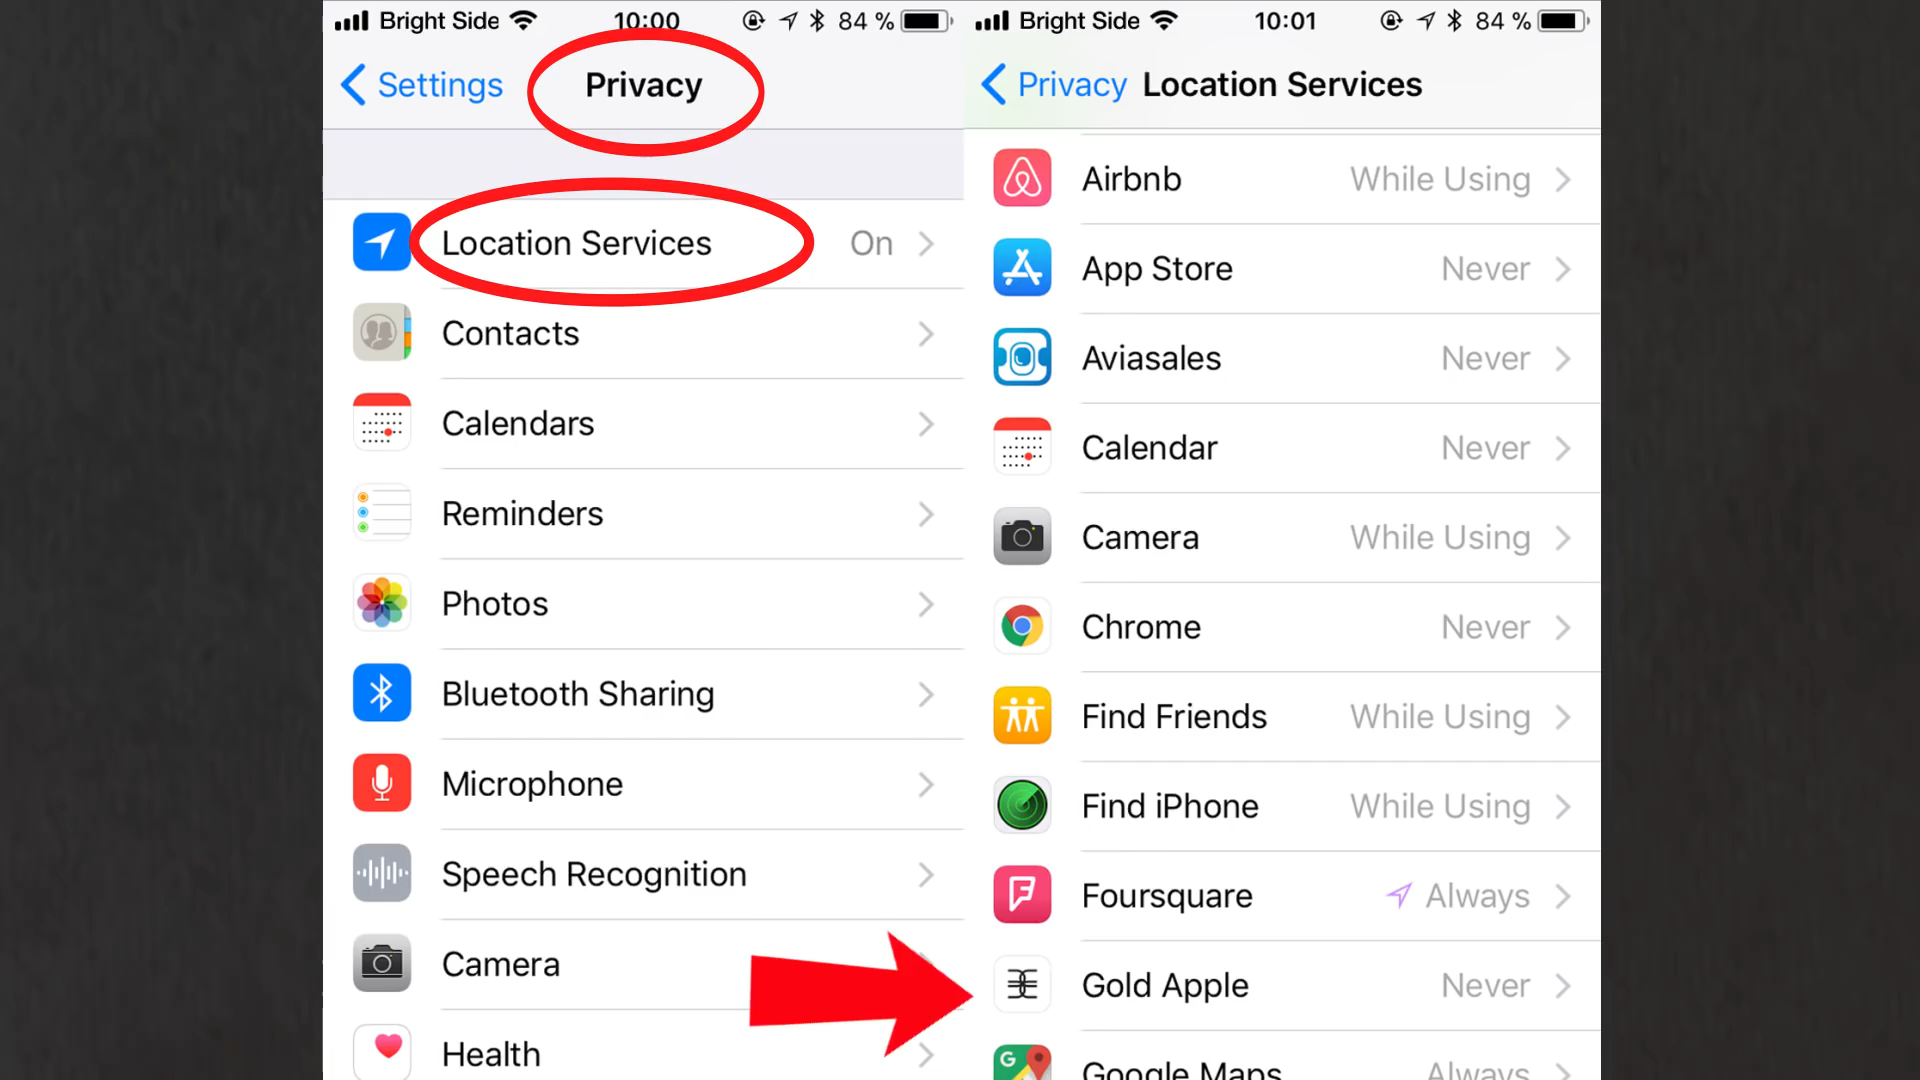 Bright Side 10:00 84 %
Settings Privacy
Location Services On
Contacts
Calendars
Reminders
Photos
Bluetooth Sharing
Microphone
Speech Recognition
Camera
Health
Bright Side 10:01 84 %
Privacy Location Services
Airbnb While Using
App Store Never
Aviasales Never
Calendar Never
Camera While Using
Chrome Never
Find Friends While Using
Find iPhone While Using
Foursquare Always
Gold Apple Never
G
Google Maps Always